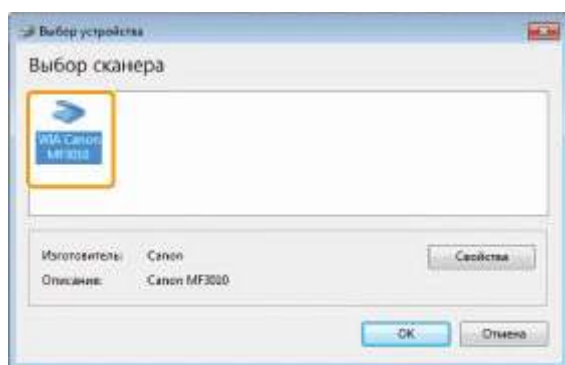 Выбор устройства
Выбор сканера
WIA Canon
MF3010
Изготовитель: Canon
Свойства
Описание: Canon MF3010
OK
Отмена